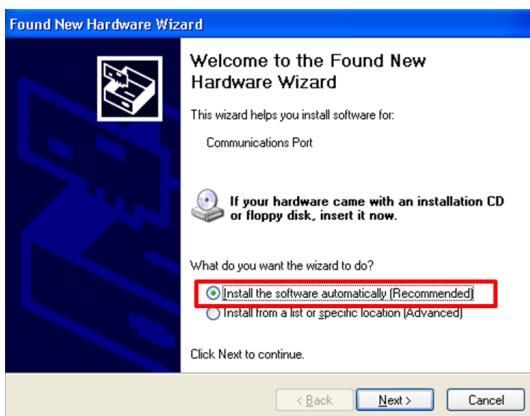 Found New Hardware Wizard
Welcome to the Found New
Hardware Wizard
This wizard helps you install software for:
Communications Port
If your hardware came with an installation CD
or floppy disk, insert it now.
What do you want the wizard to do?
Install the software automatically (Recommended)
Install from a list or specific location (Advanced)
Click Next to continue.
< Back
Next >
Cancel